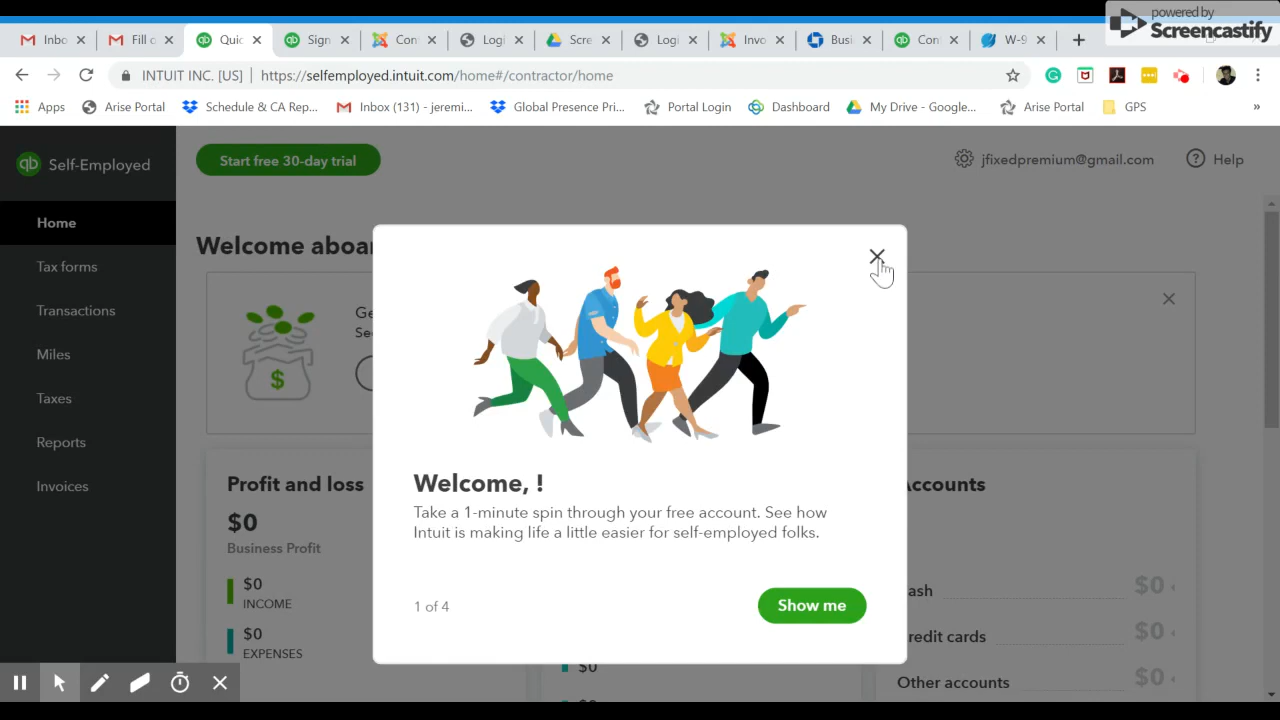 powered by
Screencastify
Inbo
Fill o
Quic
Sign
Co
Logi
Scre
Logi
Invo
Busi
Con
W-9
INTUIT INC. [US]
https://selfemployed.intuit.com/home#/contractor/home
Apps
Arise Portal
Schedule & CA Rep...
Inbox (131) - jeremi...
Global Presence Pri...
Portal Login
Dashboard
My Drive - Google...
Arise Portal
GPS
»
qb Self-Employed
Start free 30-day trial
jfixedpremium@gmail.com
? Help
Home
Tax forms
Transactions
Miles
Taxes
Reports
Invoices
Welcome aboa
Ge
Se
$
Welcome, !
Take a 1-minute spin through your free account. See how
Intuit is making life a little easier for self-employed folks.
1 of 4
Show me
Profit and loss
$0
Business Profit
$0
INCOME
$0
EXPENSES
$0
Accounts
ash
$0
redit cards
$0
Other accounts
$0